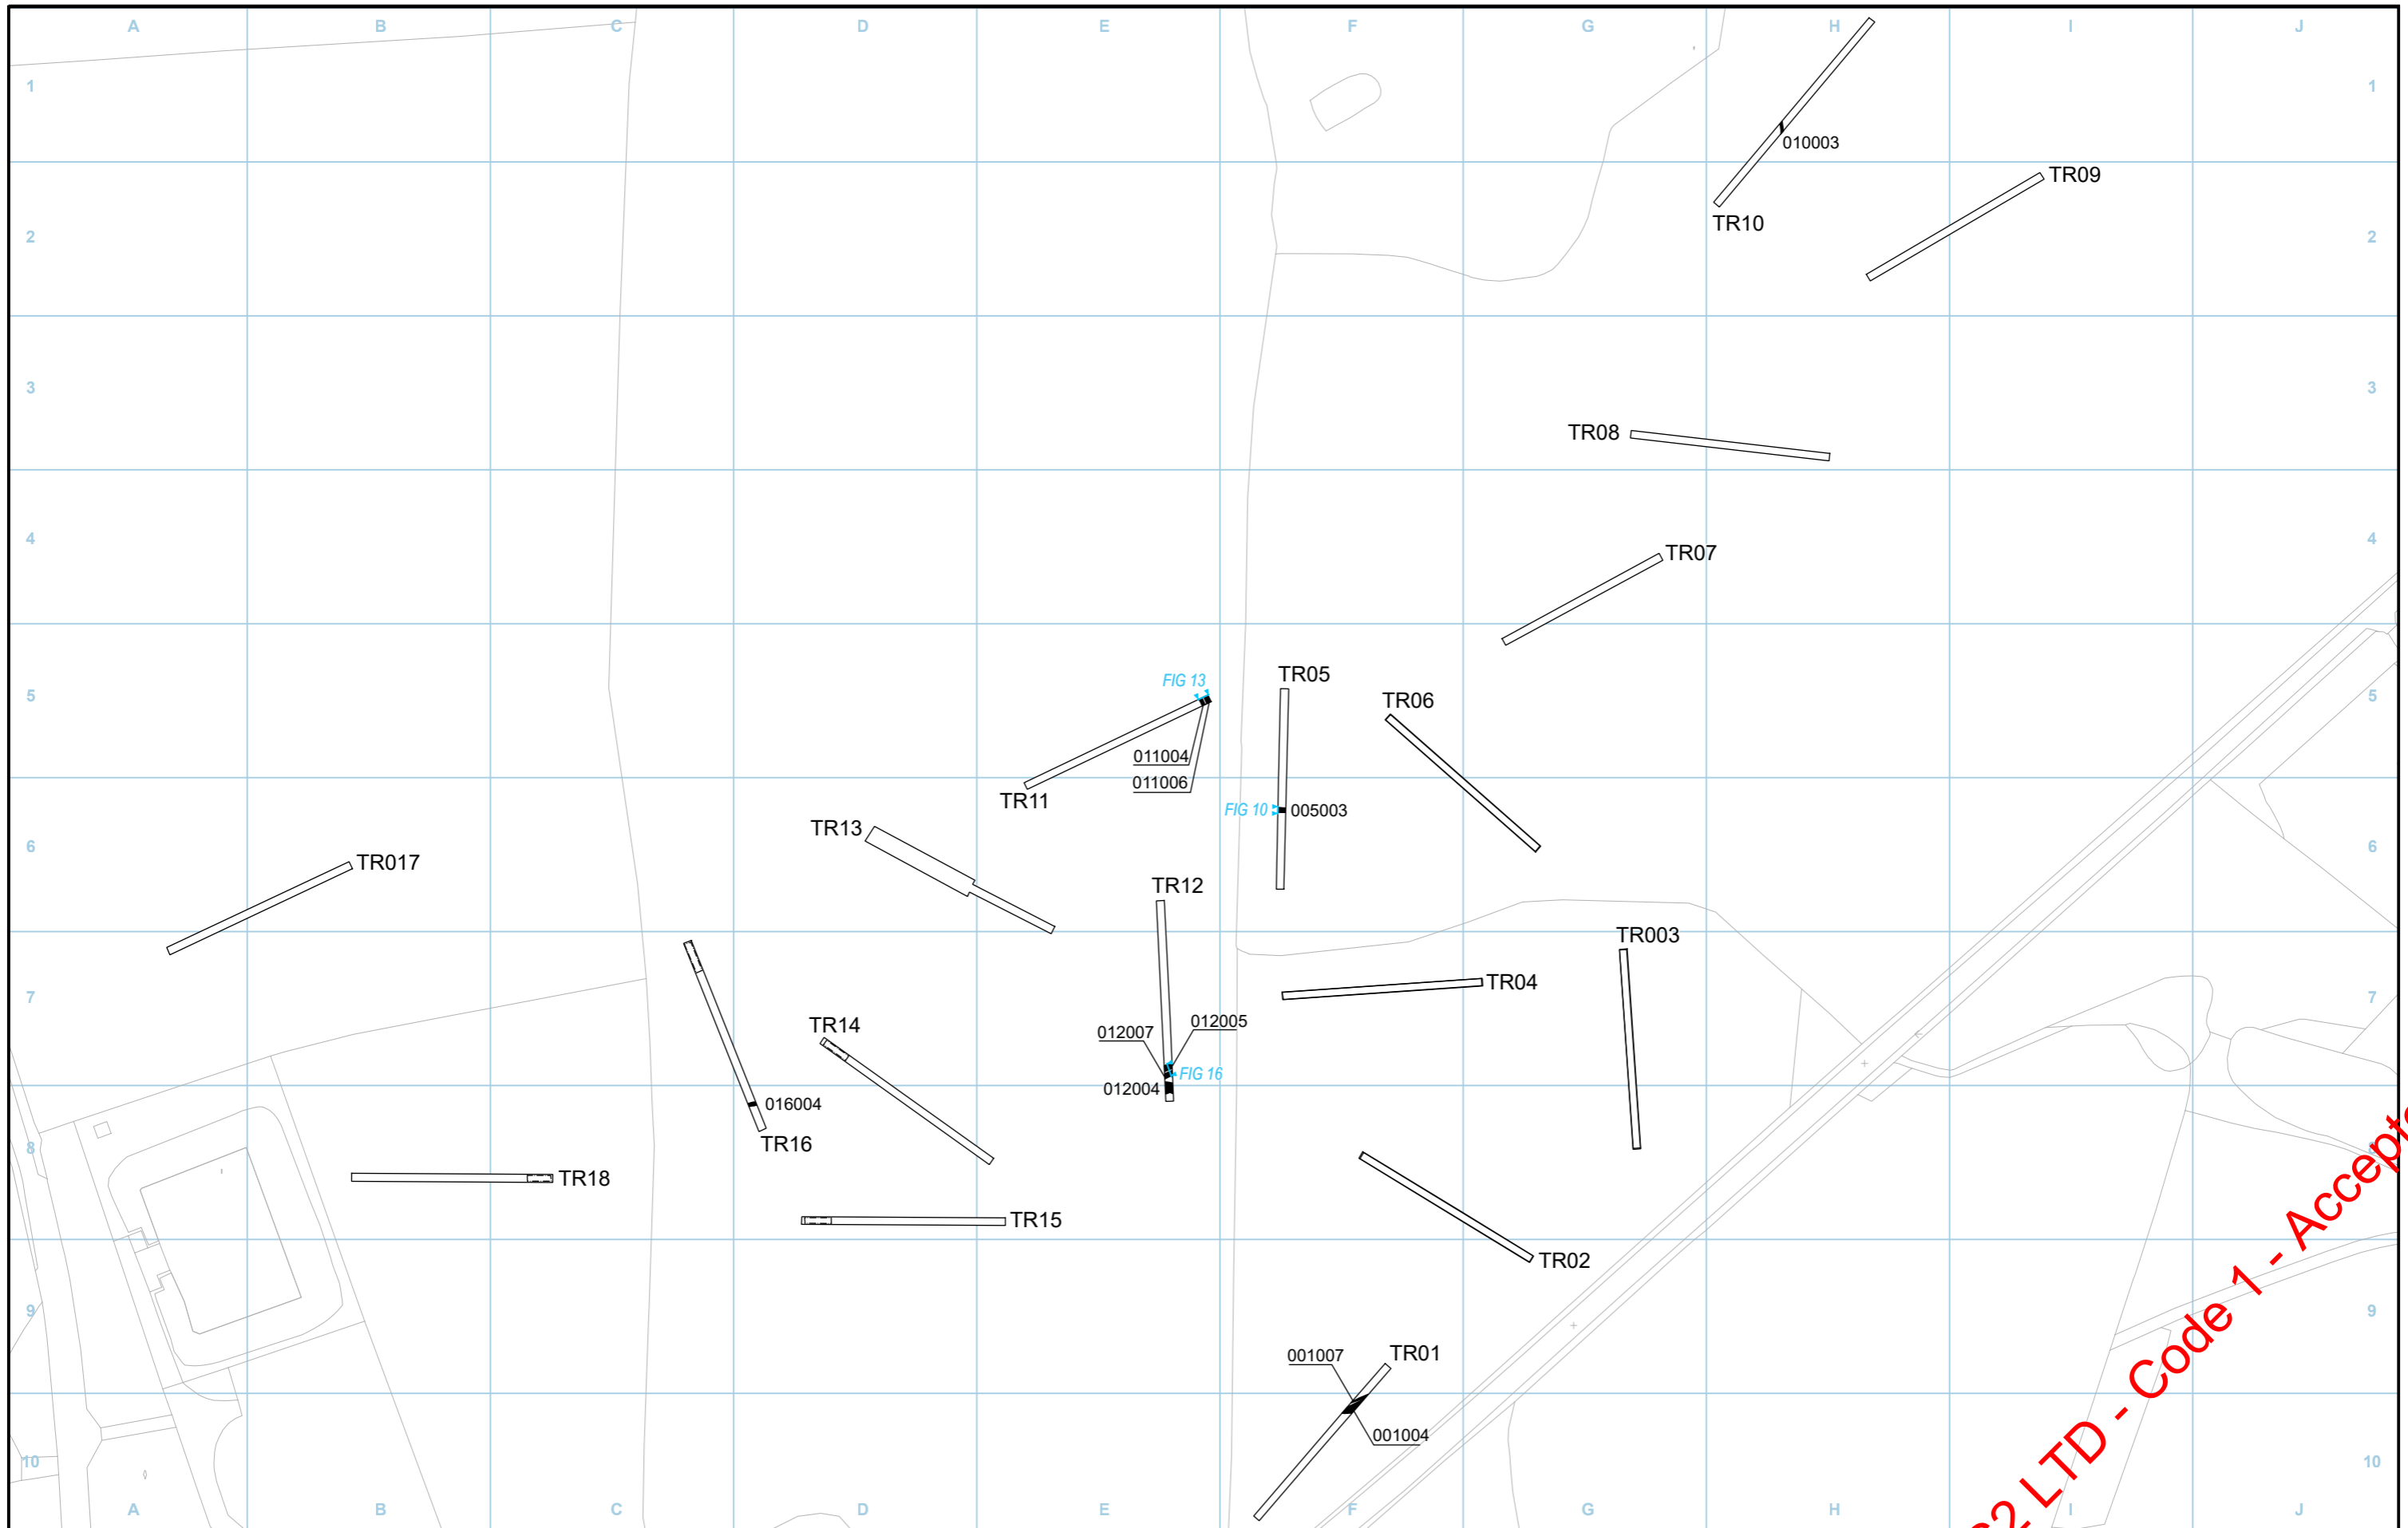 A B C D E F G H I J
1 1
010003
TR09
TR10
2 2
3 3
TR08
4 4
TR07
5 5
FIG 13
TR05
TR06
011004
011006
TR11
FIG 10 005003
TR13
6 6
TR017
TR12
TR003
7 7
TR04
012007 012005
TR14
FIG 16
012004
016004
TR16
8
TR18
TR15
TR02
9 9
001007 TR01
001004
10 10
A B C D E F G H I J
LTD - Code 1 -